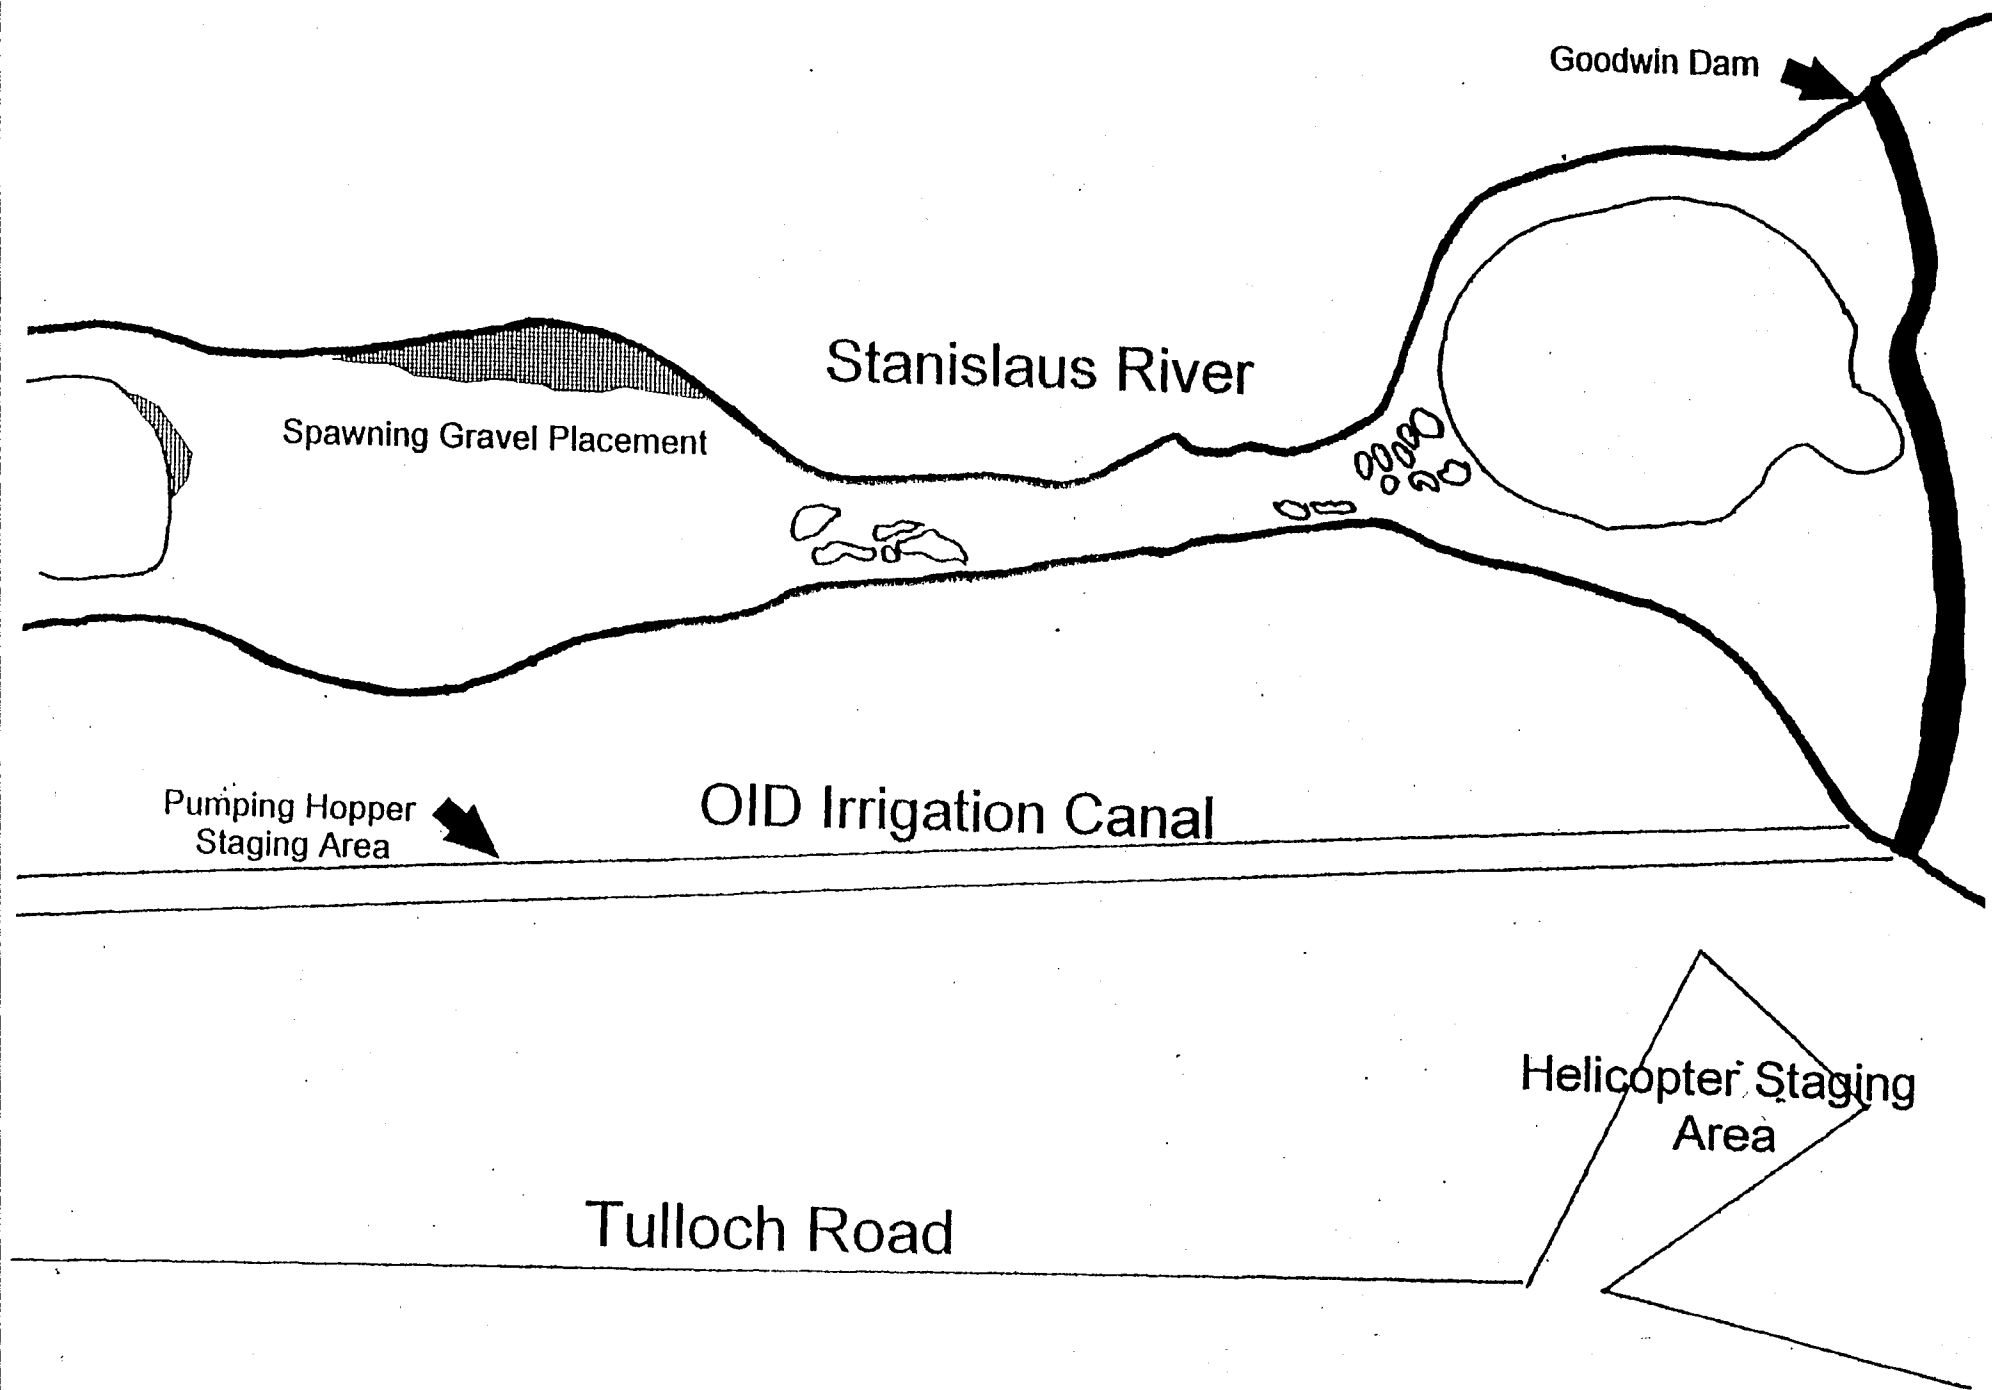 Goodwin Dam
Stanislaus River
Spawning Gravel Placement
OID Irrigation Canal
Pumping Hopper
Staging Area
Helicopter Staging
Area
Tulloch Road